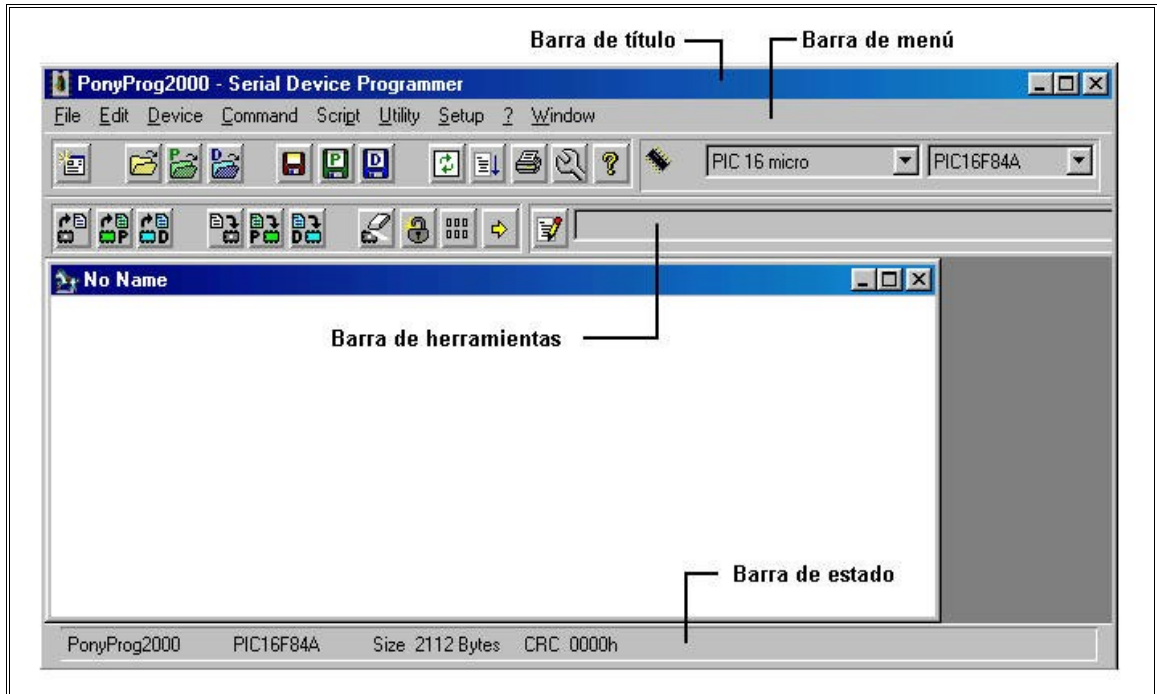 Barra de título
Barra de menú
PonyProg2000 - Serial Device Programmer
File Edit Device Command Script Utility Setup ? Window
P D P D PIC 16 micro PIC16F84A
P D P D
No Name
Barra de herramientas
Barra de estado
PonyProg2000 PIC16F84A Size 2112 Bytes CRC 0000h